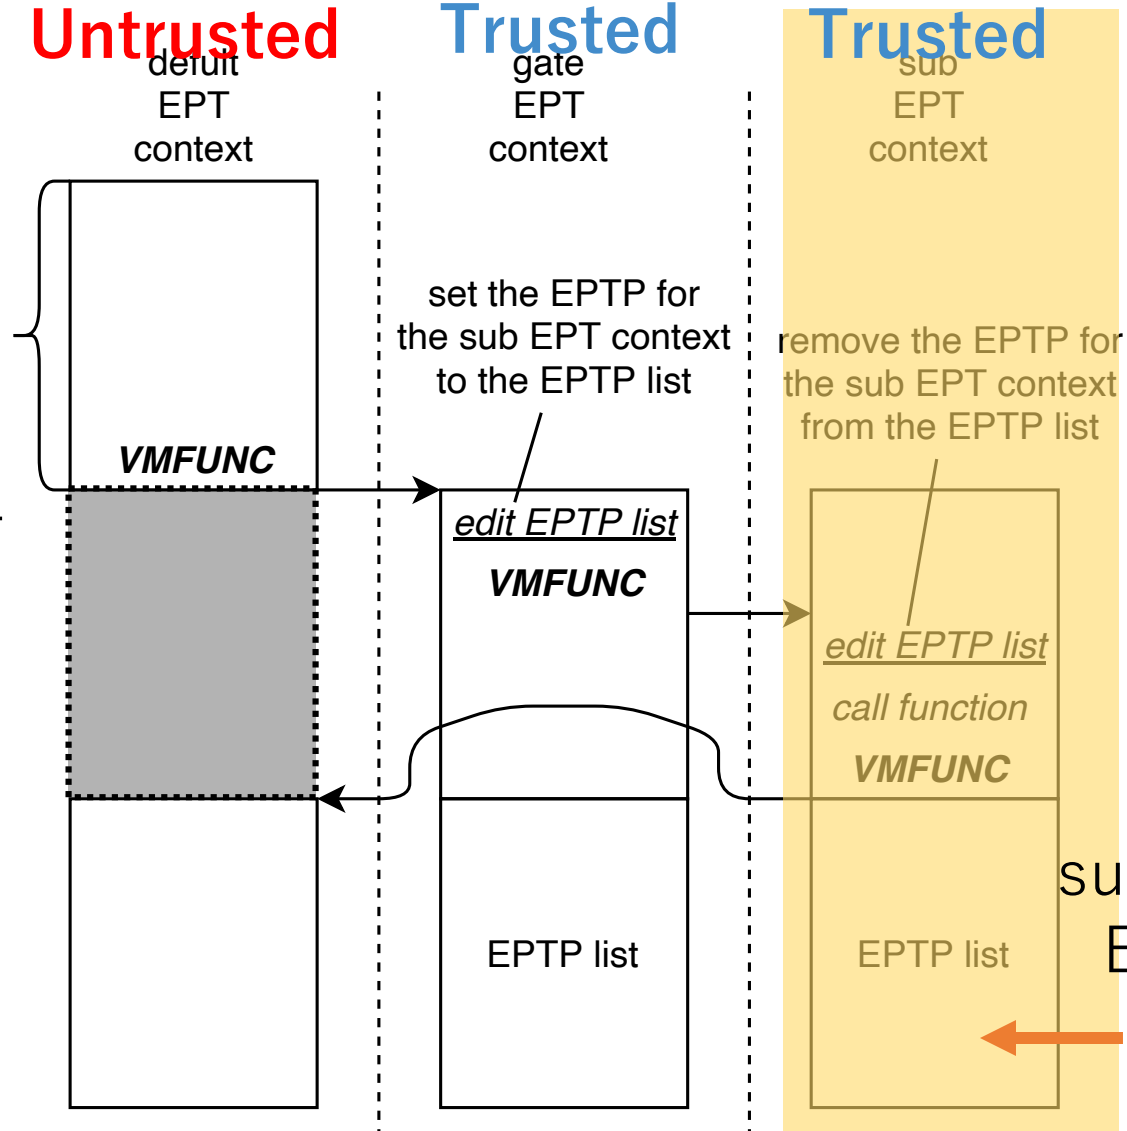 Untrusted
defult
EPT
context
Trusted
gate
EPT
context
Trusted
sub
EPT
context
VMFUNC
set the EPTP for
the sub EPT context
to the EPTP list
edit EPTP list
VMFUNC
EPTP list
remove the EPTP for
the sub EPT context
from the EPTP list
edit EPTP list
call function
VMFUNC
EPTP list
su
E